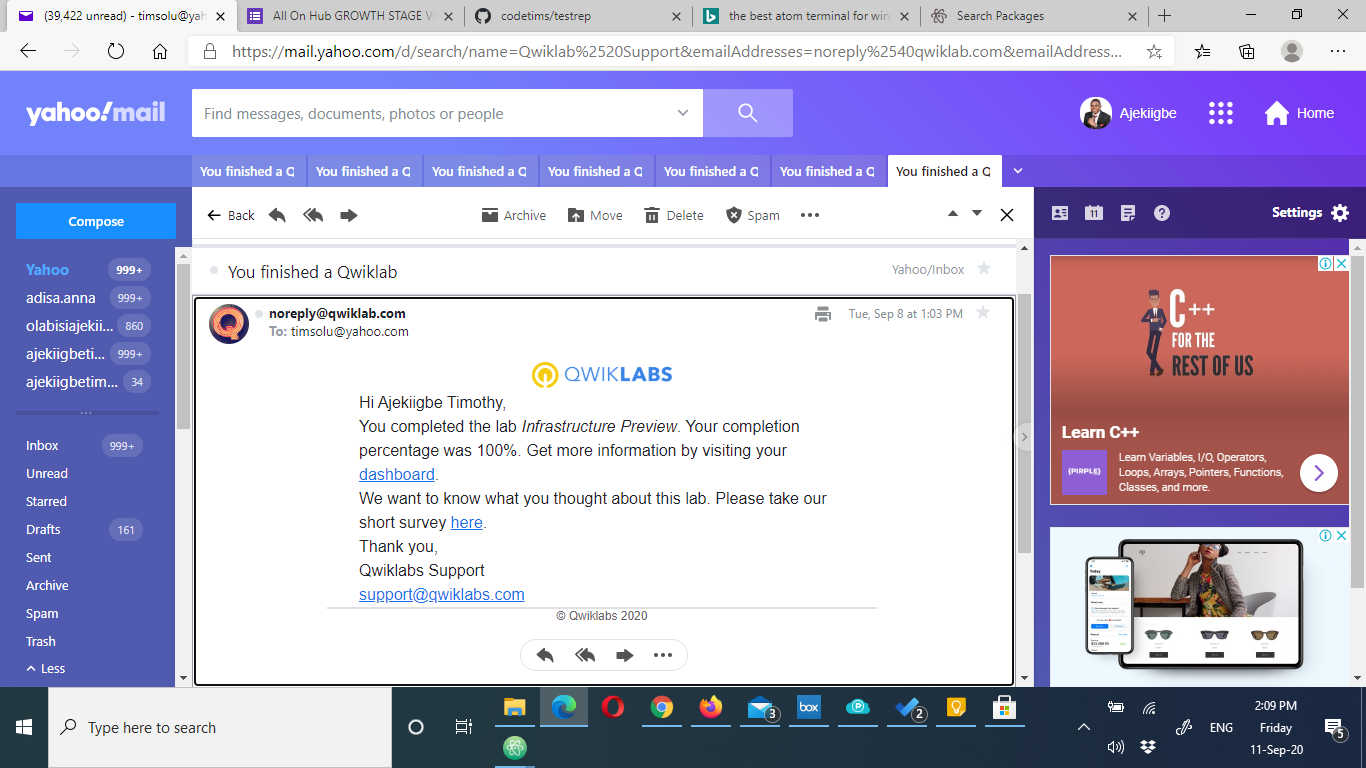 (39,422 unread) - timsolu@yah
All On Hub GROWTH STAGE V
codetims/testrep
the best atom terminal for win
Search Packages
https://mail.yahoo.com/d/search/name=Qwiklab%2520Support&emailAddresses=noreply%2540qwiklab.com&emailAddress...
yahoo!mail
Find messages, documents, photos or people
Ajekiigbe
Home
You finished a Q
You finished a Q
You finished a Q
You finished a Q
You finished a Q
You finished a Q
You finished a Q
Compose
Back
Archive
Move
Delete
Spam
11
Settings
Yahoo 999+
adisa.anna 999+
olabisiajekii... 860
ajekiigbeti... 999+
ajekiigbetim... 34
Inbox 999+
Unread
Starred
Drafts 161
Sent
Archive
Spam
Trash
Less
You finished a Qwiklab
Yahoo/Inbox
noreply@qwiklab.com
Tue, Sep 8 at 1:03 PM
To: timsolu@yahoo.com
QWIKLABS
Hi Ajekiigbe Timothy,
You completed the lab Infrastructure Preview. Your completion
percentage was 100%. Get more information by visiting your
dashboard.
We want to know what you thought about this lab. Please take our
short survey here.
Thank you,
Qwiklabs Support
support@qwiklabs.com
© Qwiklabs 2020
C++
FOR THE
REST OF US
Learn C++
{PIRPLE}
Learn Variables, I/O, Operators,
Loops, Arrays, Pointers, Functions,
Classes, and more.
Today
Type here to search
3
box
2
ENG
2:09 PM
Friday
11-Sep-20
5